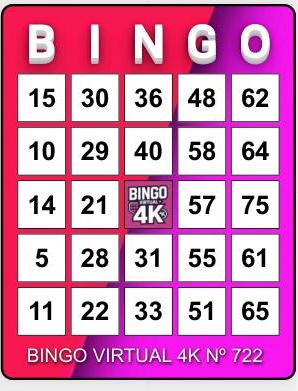 BINGO
15 30 36 48 62
10 29 40 58 64
14 21 BINGO VIRTUAL 4K 57 75
5 28 31 55 61
11 22 33 51 65
BINGO VIRTUAL 4K Nº 722